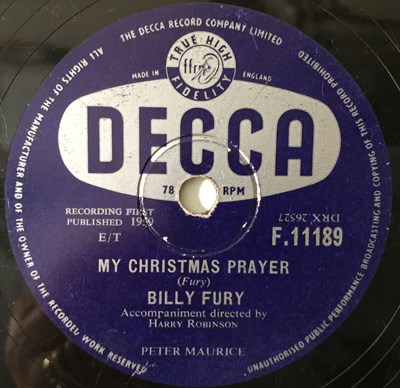 THE DECCA RECORD COMPANY LIMITED
ALL RIGHTS OF THE MANUFACTURER AND OF THE OWNER OF THE RECORDED WORK RESERVED
UNAUTHORISED PUBLIC PERFORMANCE BROADCASTING AND COPYING OF THIS RECORD PROHIBITED
TRUE HIGH
ffrr
FIDELITY
MADE IN ENGLAND
DECCA
78 RPM
RECORDING FIRST
PUBLISHED 1959
E/T
DRX.26527
F.11189
MY CHRISTMAS PRAYER
(Fury)
BILLY FURY
Accompaniment directed by
HARRY ROBINSON
PETER MAURICE